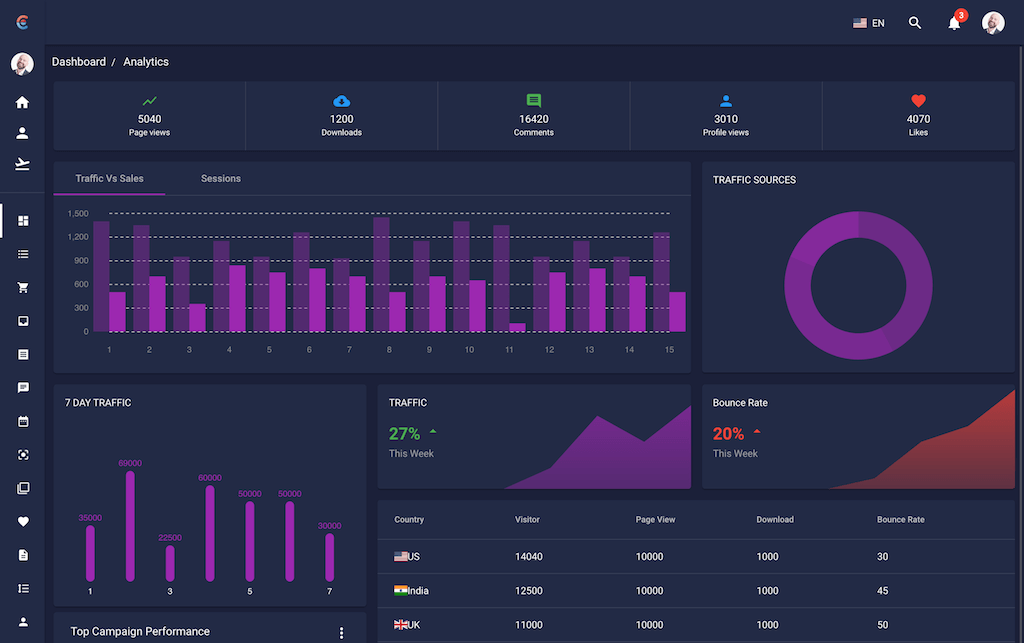 EN
3
Dashboard / Analytics
5040
Page views
1200
Downloads
16420
Comments
3010
Profile views
4070
Likes
Traffic Vs Sales
Sessions
1,500
1,200
900
600
300
0
1 2 3 4 5 6 7 8 9 10 11 12 13 14 15
TRAFFIC SOURCES
7 DAY TRAFFIC
35000
69000
22500
60000
50000
50000
30000
1 3 5 7
TRAFFIC
27%
This Week
Bounce Rate
20%
This Week
Country Visitor Page View Download Bounce Rate
US 14040 10000 1000 30
India 12500 10000 1000 45
UK 11000 10000 1000 50
Top Campaign Performance